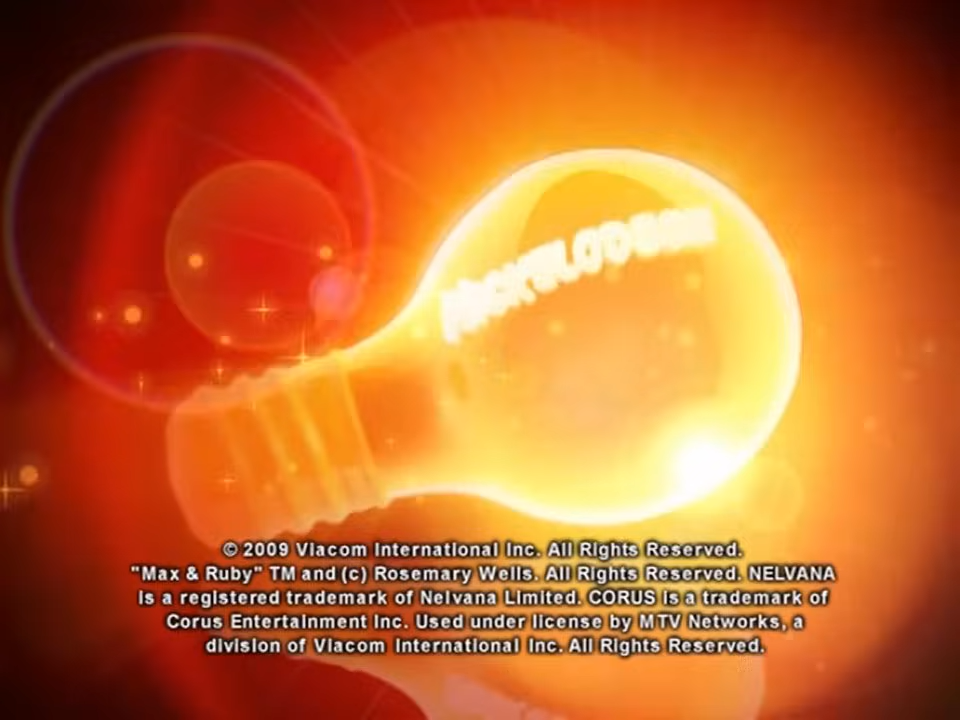 NICKELODEON
© 2009 Viacom International Inc. All Rights Reserved.
"Max & Ruby" TM and (c) Rosemary Wells. All Rights Reserved. NELVANA
is a registered trademark of Nelvana Limited. CORUS is a trademark of
Corus Entertainment Inc. Used under license by MTV Networks, a
division of Viacom International Inc. All Rights Reserved.